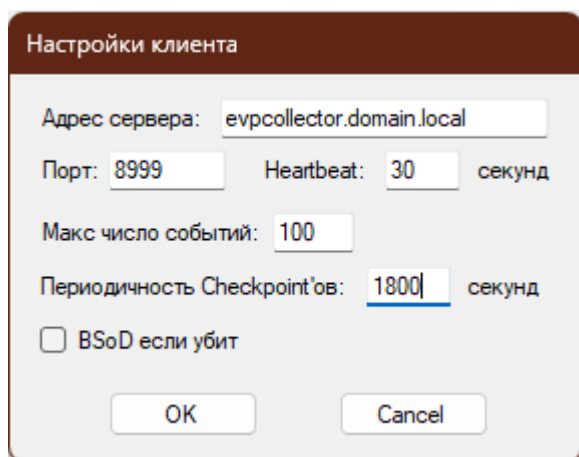 Настройки клиента
Адрес сервера: evpcollector.domain.local
Порт: 8999 Heartbeat: 30 секунд
Макс число событий: 100
Периодичность Checkpoint'ов: 1800 секунд
BSoD если убит
OK Cancel